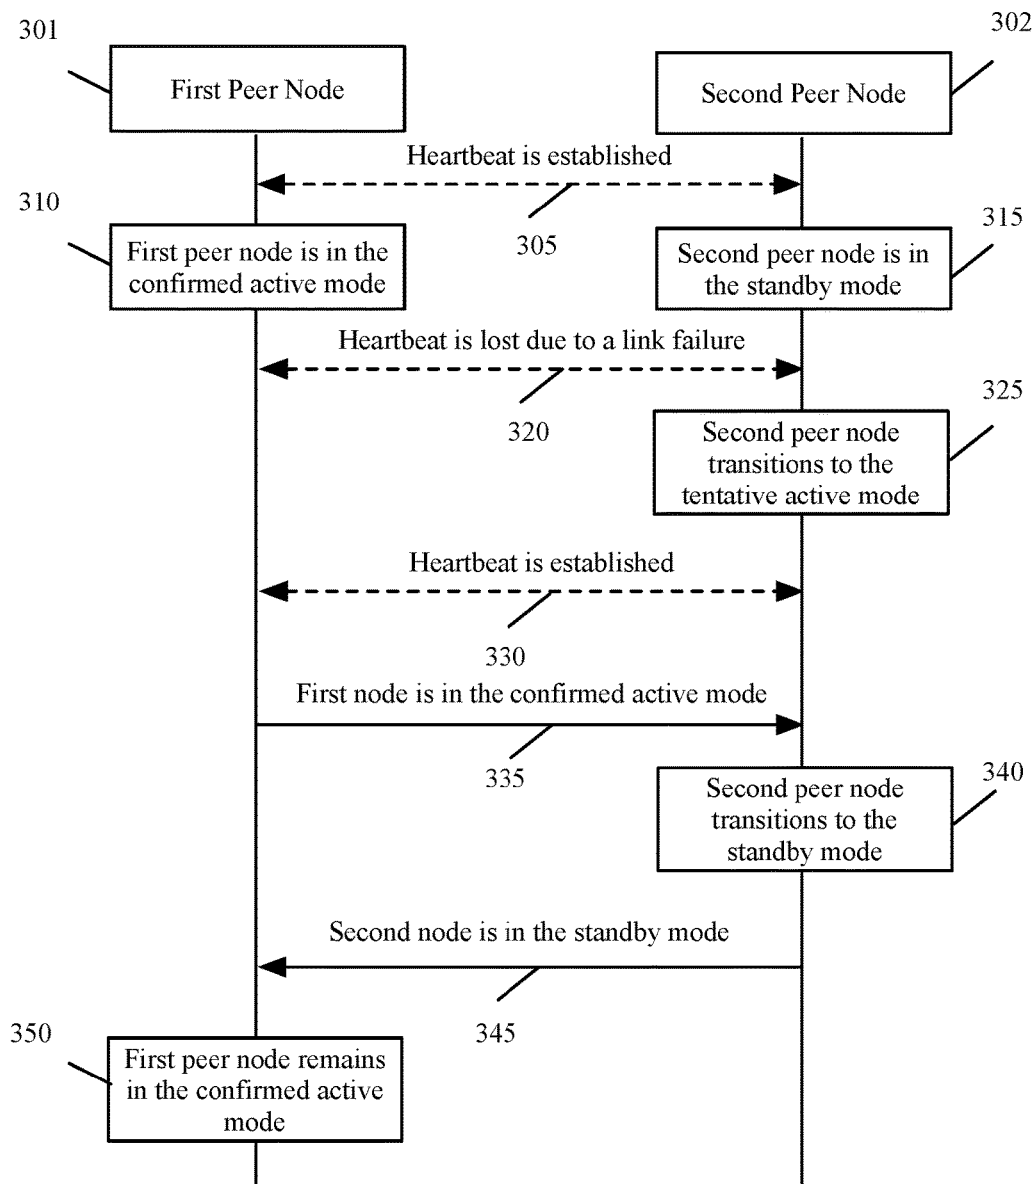 301
302
First Peer Node
Second Peer Node
Heartbeat is established
305
310
First peer node is in the
confirmed active mode
315
Second peer node is in
the standby mode
Heartbeat is lost due to a link failure
320
325
Second peer node
transitions to the
tentative active mode
Heartbeat is established
330
First node is in the confirmed active mode
335
340
Second peer node
transitions to the
standby mode
Second node is in the standby mode
345
350
First peer node remains
in the confirmed active
mode